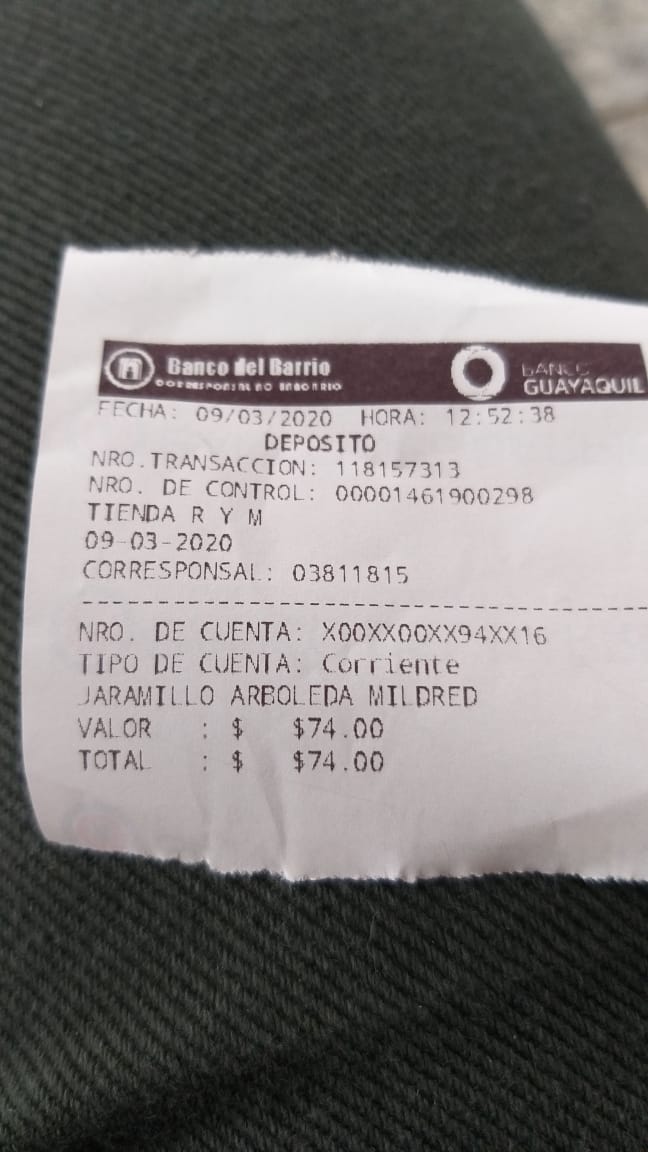 Banco del Barrio
BANCO
GUAYAQUIL
FECHA: 09/03/2020 HORA: 12:52:38
DEPOSITO
NRO.TRANSACCION: 118157313
NRO. DE CONTROL: 00001461900298
TIENDA R Y M
09-03-2020
CORRESPONSAL: 03811815
NRO. DE CUENTA: X00XX00XX94XX16
TIPO DE CUENTA: Corriente
JARAMILLO ARBOLEDA MILDRED
VALOR : $ $74.00
TOTAL : $ $74.00